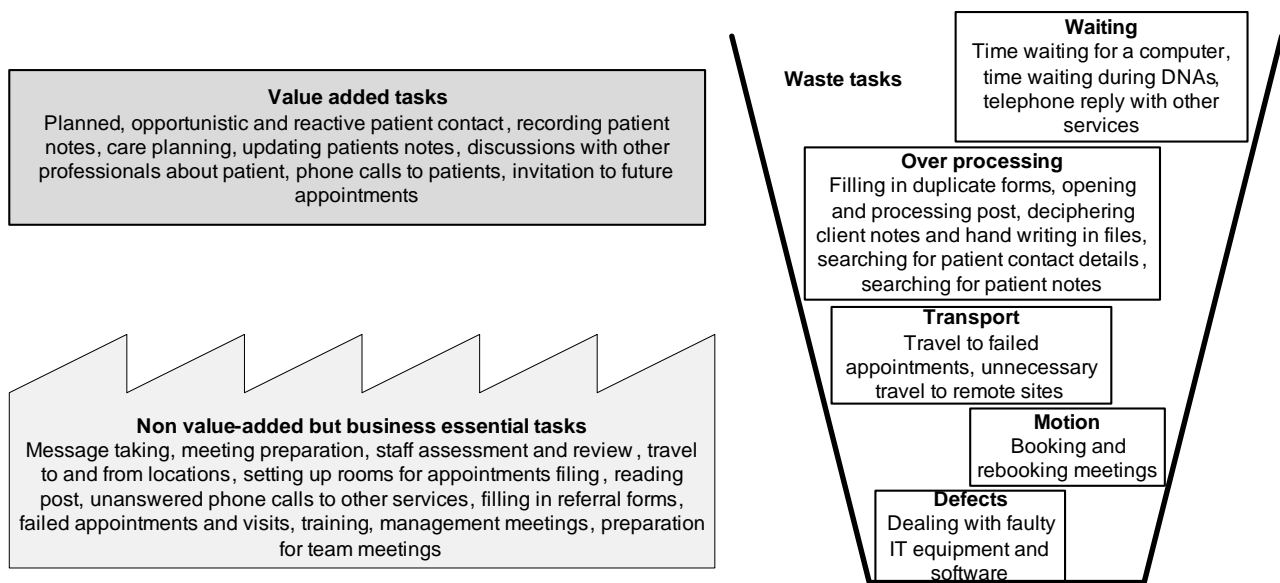 Value added tasks
Planned, opportunistic and reactive patient contact, recording patient
notes, care planning, updating patients notes, discussions with other
professionals about patient, phone calls to patients, invitation to future
appointments
Non value-added but business essential tasks
Message taking, meeting preparation, staff assessment and review, travel
to and from locations, setting up rooms for appointments filing, reading
post, unanswered phone calls to other services, filling in referral forms,
failed appointments and visits, training, management meetings, preparation
for team meetings
Waste tasks
Waiting
Time waiting for a computer,
time waiting during DNAs,
telephone reply with other
services
Over processing
Filling in duplicate forms, opening
and processing post, deciphering
client notes and hand writing in files,
searching for patient contact details,
searching for patient notes
Transport
Travel to failed
appointments, unnecessary
travel to remote sites
Motion
Booking and
rebooking meetings
Defects
Dealing with faulty
IT equipment and
software